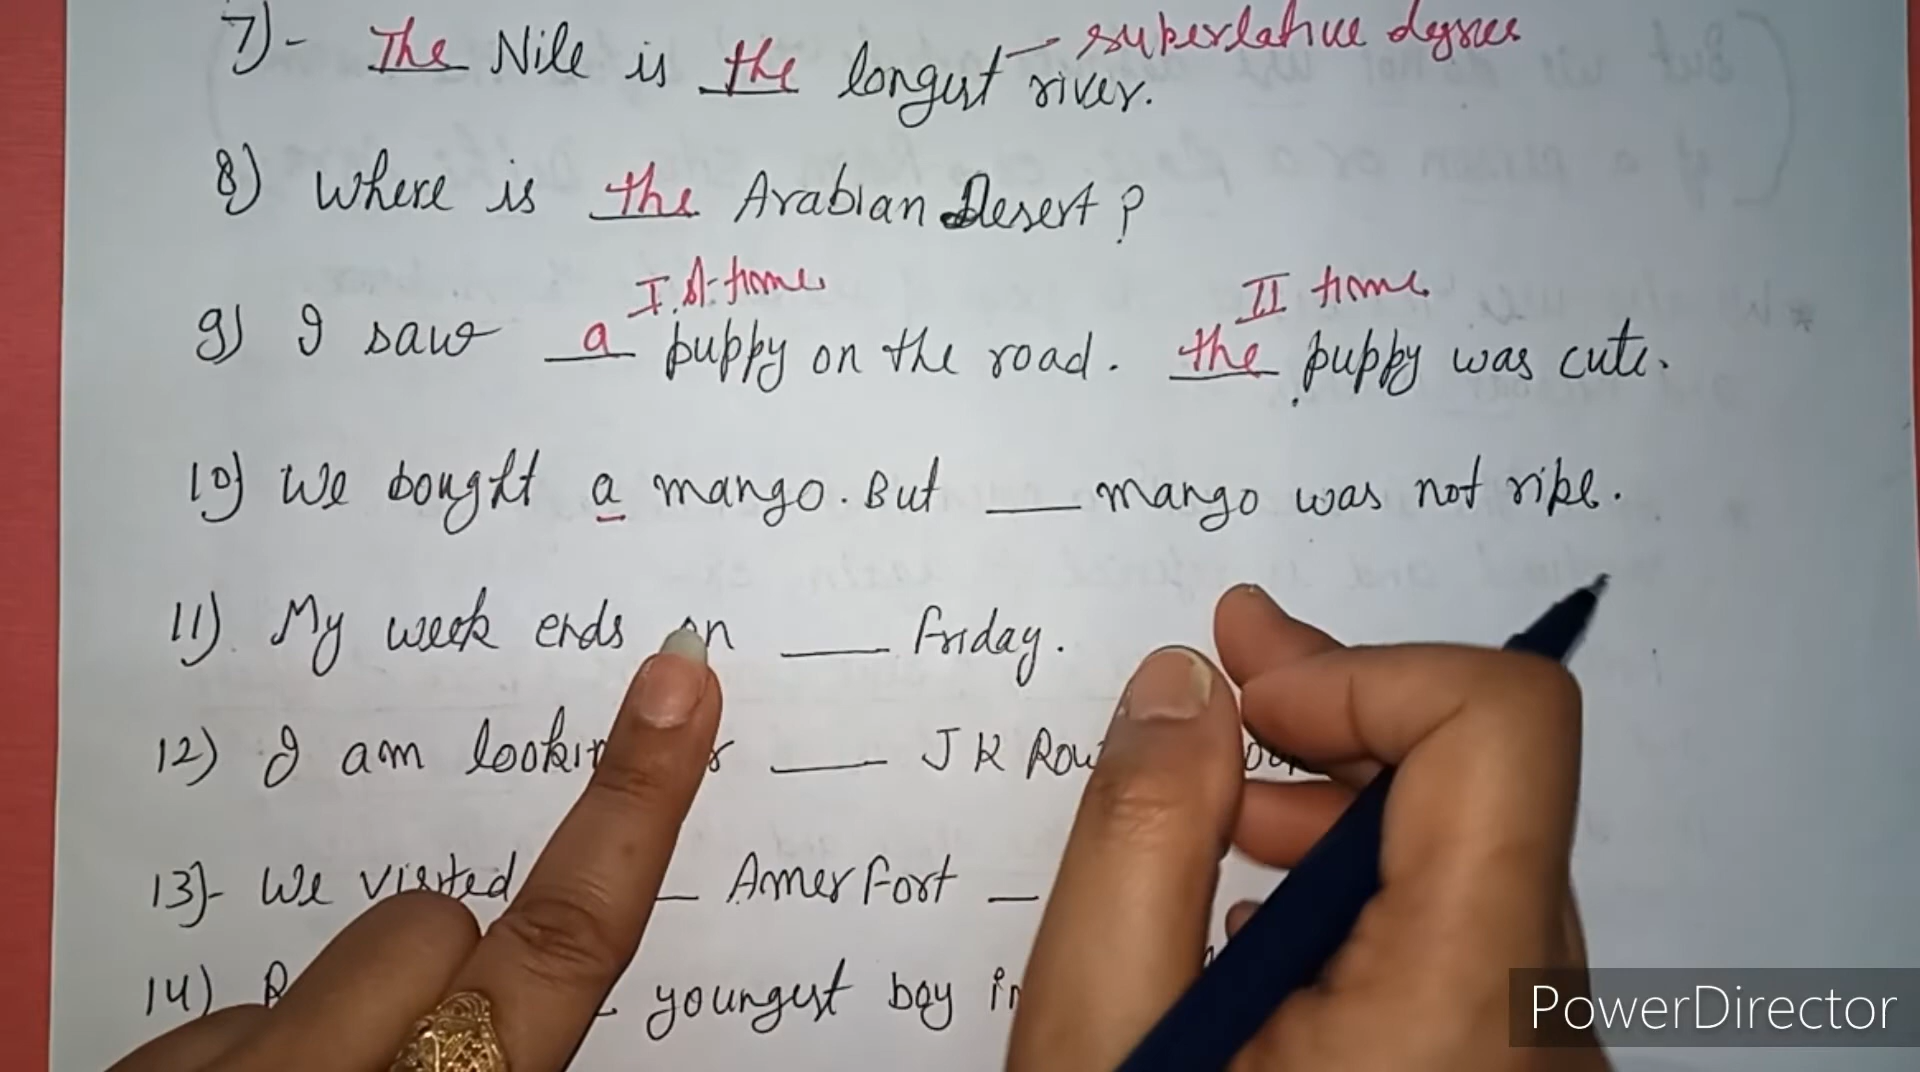 7)- The Nile is the longest river. – superlative degree
8) Where is the Arabian Desert?
I st time II time
9) I saw a puppy on the road. the puppy was cute.
10) We bought a mango. But ___ mango was not ripe.
11) My week ends on ___ Friday.
12) I am ___ J K
13)- We visited __ Amer Fort __
14) youngest boy in
PowerDirector